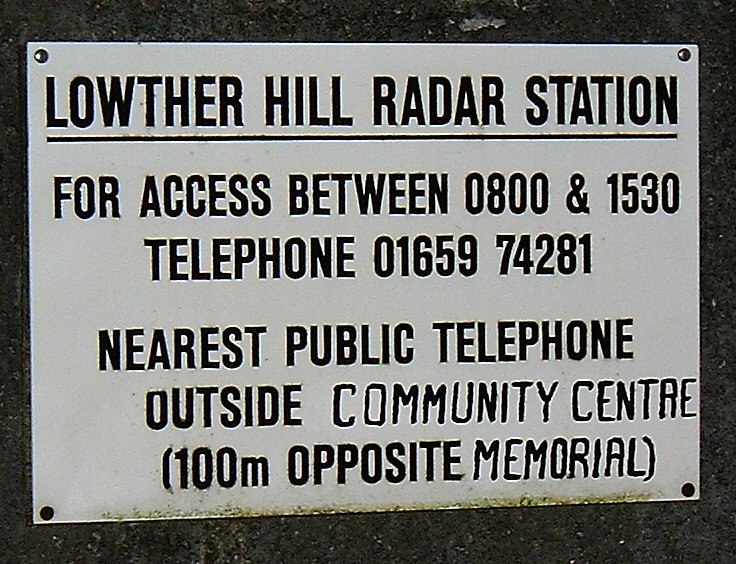 LOWTHER HILL RADAR STATION
FOR ACCESS BETWEEN 0800 & 1530
TELEPHONE 01659 74281
NEAREST PUBLIC TELEPHONE
OUTSIDE COMMUNITY CENTRE
(100m OPPOSITE MEMORIAL)